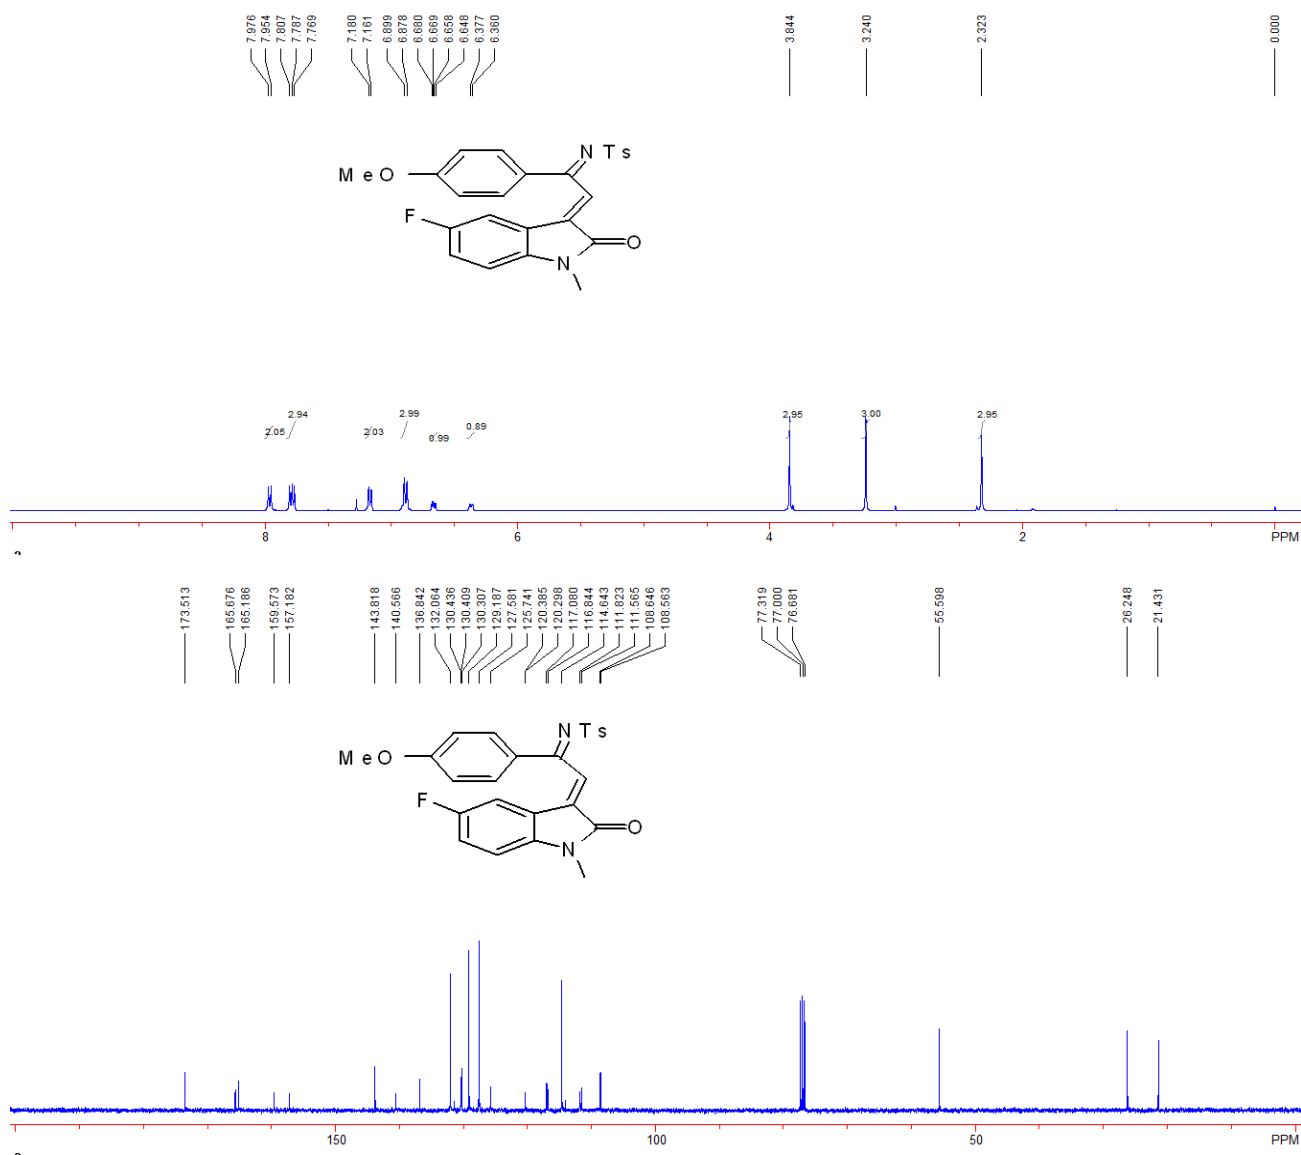 7.976 7.954 7.807 7.787 7.769 7.180 7.161 6.899 6.878 6.680 6.669 6.658 6.648 6.377 6.360 3.844 3.240 2.323 0.000
N Ts
MeO
F
O
N
2.05 2.94 2.03 2.99 0.99 0.89 2.95 3.00 2.95
8 6 4 2 PPM
173.513 165.676 165.186 159.573 157.182 143.818 140.566 136.842 132.064 130.436 130.409 130.307 129.187 127.581 125.741 120.385 120.298 117.080 116.844 114.643 111.823 111.565 108.646 108.563 77.319 77.000 76.681 55.598 26.248 21.431
N Ts
MeO
F
O
N
150 100 50 PPM